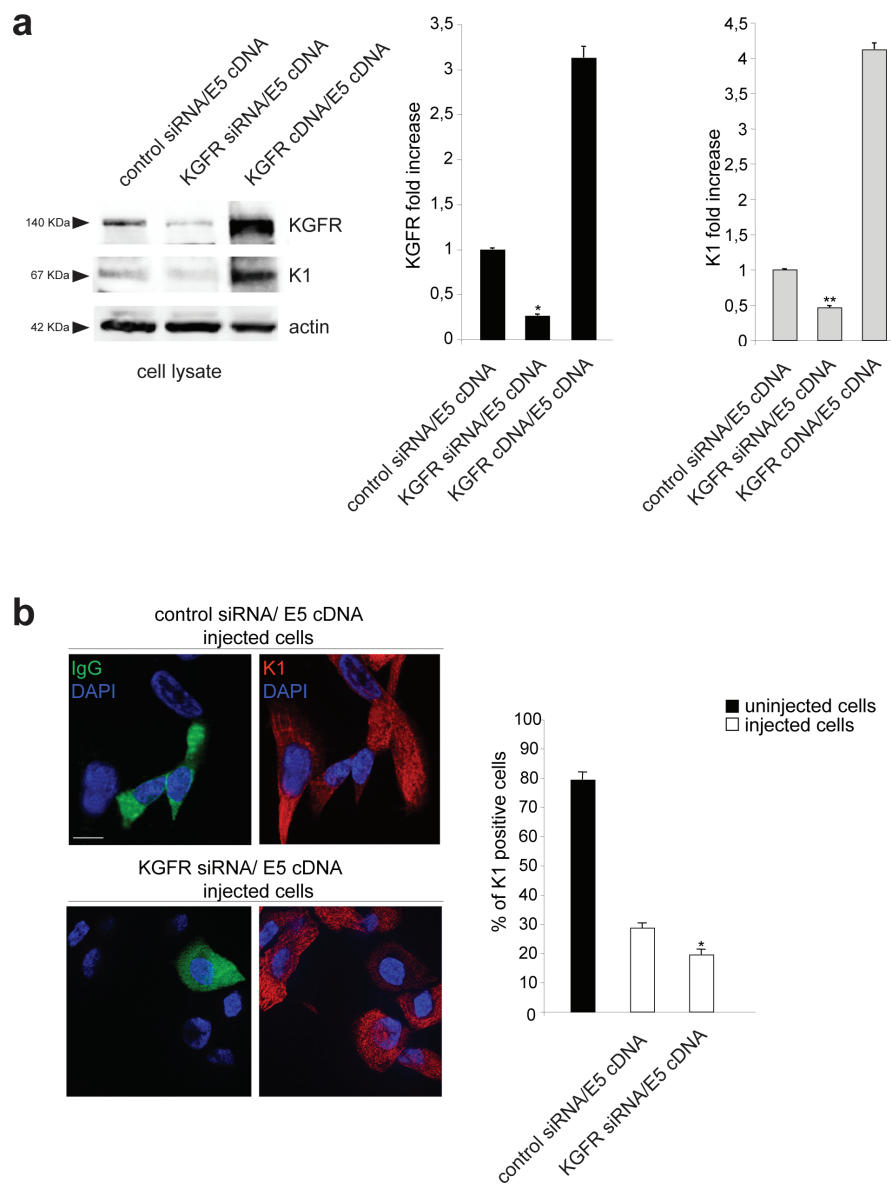 a
control siRNA/E5 cDNA
KGFR siRNA/E5 cDNA
KGFR cDNA/E5 cDNA
140 KDa
KGFR
67 KDa
K1
42 KDa
actin
cell lysate
KGFR fold increase
3,5
3
2,5
2
1,5
1
0,5
0
*
control siRNA/E5 cDNA
KGFR siRNA/E5 cDNA
KGFR cDNA/E5 cDNA
K1 fold increase
4,5
4
3,5
3
2,5
2
1,5
1
0,5
0
**
control siRNA/E5 cDNA
KGFR siRNA/E5 cDNA
KGFR cDNA/E5 cDNA
b
control siRNA/ E5 cDNA
injected cells
IgG
DAPI
K1
DAPI
KGFR siRNA/ E5 cDNA
injected cells
uninjected cells
injected cells
% of K1 positive cells
100
90
80
70
60
50
40
30
20
10
0
*
control siRNA/E5 cDNA
KGFR siRNA/E5 cDNA